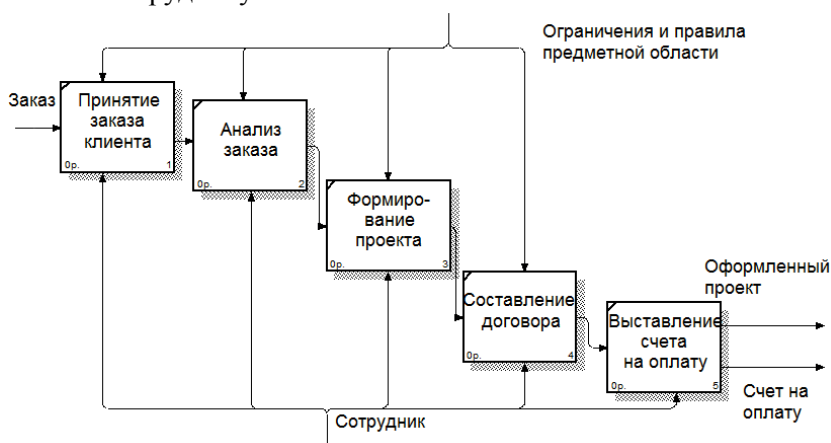 Ограничения и правила
предметной области
Заказ
Принятие
заказа
клиента
0р.
1
Анализ
заказа
0р.
2
Формиро-
вание
проекта
0р.
3
Составление
договора
0р.
4
Выставление
счета
на оплату
0р.
5
Оформленный
проект
Счет на
оплату
Сотрудник